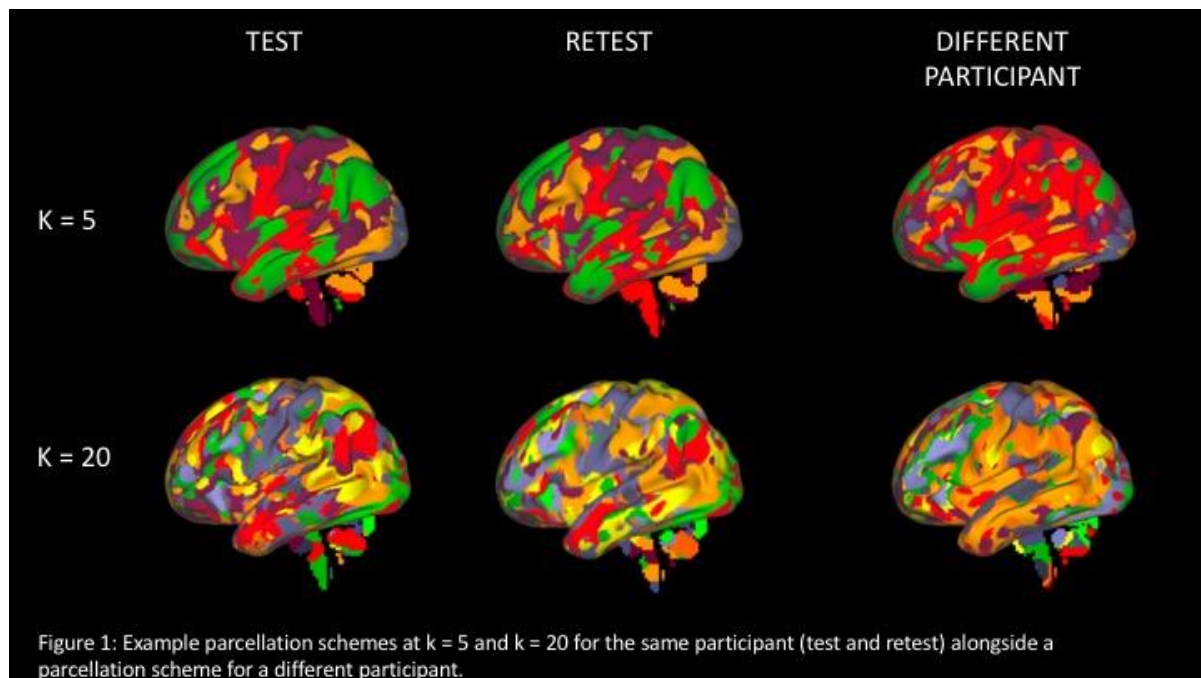 TEST
RETEST
DIFFERENT
PARTICIPANT
K = 5
K = 20
Figure 1: Example parcellation schemes at k = 5 and k = 20 for the same participant (test and retest) alongside a
parcellation scheme for a different participant.